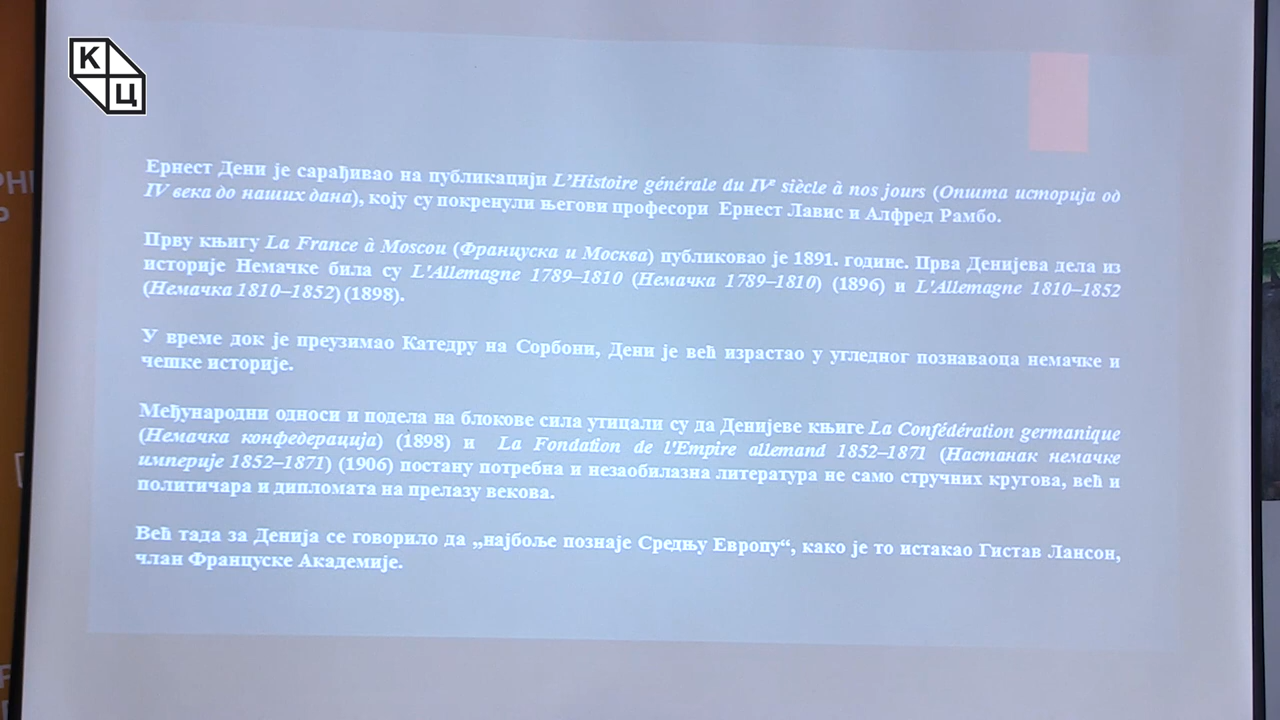 К
Ц
Ернест Дени је сарађивао на публикацији L’Histoire générale du IVᵉ siècle à nos jours (Општа историја од
IV века до наших дана), коју су покренули његови професори Ернест Лавис и Алфред Рамбо.
Прву књигу La France à Moscou (Француска и Москва) публиковао је 1891. године. Прва Денијева дела из
историје Немачке била су L'Allemagne 1789–1810 (Немачка 1789–1810) (1896) и L'Allemagne 1810–1852
(Немачка 1810–1852) (1898).
У време док је преузимао Катедру на Сорбони, Дени је већ израстао у угледног познаваоца немачке и
чешке историје.
Међународни односи и подела на блокове сила утицали су да Денијеве књиге La Confédération germanique
(Немачка конфедерација) (1898) и La Fondation de l'Empire allemand 1852–1871 (Настанак немачке
империје 1852–1871) (1906) постану потребна и незаобилазна литература не само стручних кругова, већ и
политичара и дипломата на прелазу векова.
Већ тада за Денија се говорило да „најбоље познаје Средњу Европу“, како је то истакао Гистав Лансон,
члан Француске Академије.